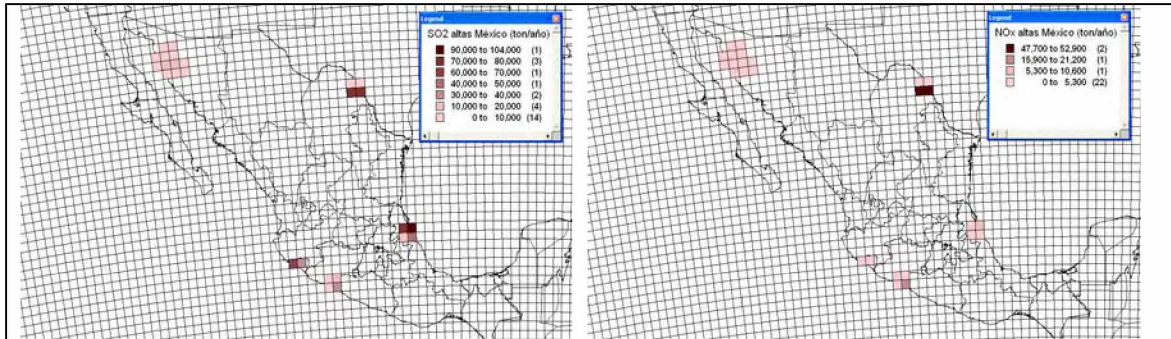 Legend
SO2 altas México (ton/año)
90,000 to 104,000 (1)
70,000 to 80,000 (3)
60,000 to 70,000 (1)
40,000 to 50,000 (1)
30,000 to 40,000 (2)
10,000 to 20,000 (4)
0 to 10,000 (14)
Legend
NOx altas México (ton/año)
47,700 to 52,900 (2)
15,900 to 21,200 (1)
5,300 to 10,600 (1)
0 to 5,300 (22)